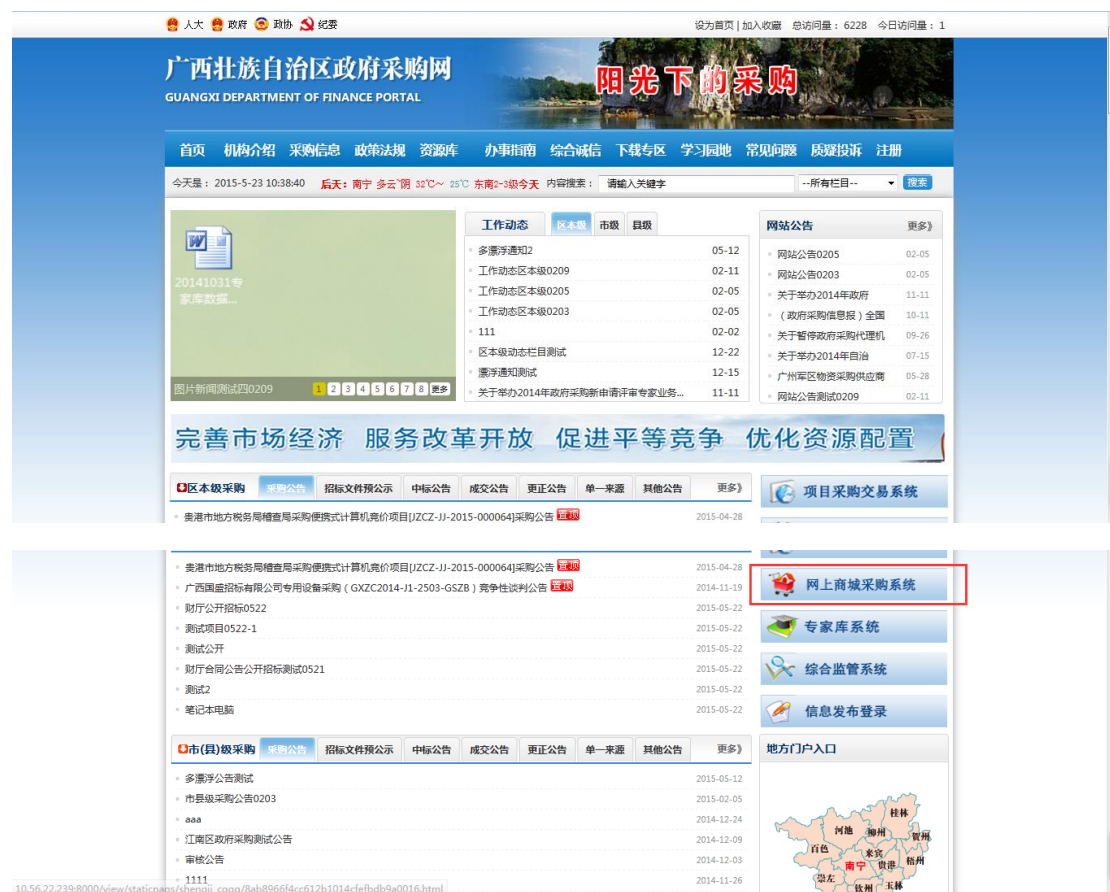 人大 政府 政协 纪委 设为首页 | 加入收藏 总访问量： 6228 今日访问量： 1
广西壮族自治区政府采购网
GUANGXI DEPARTMENT OF FINANCE PORTAL
阳光下的采购
首页 机构介绍 采购信息 政策法规 资源库 办事指南 综合诚信 下载专区 学习园地 常见问题 质疑投诉 注册
今天是： 2015-5-23 10:38:40 后天： 南宁 多云~阴 32℃～ 25℃ 东南2~3级今天 内容搜索： 请输入关键字 --所有栏目-- 搜索
20141031专
家库数据...
图片新闻测试四0209 1 2 3 4 5 6 7 8 更多
工作动态 区本级 市级 县级
多漂浮通知2 05-12
工作动态区本级0209 02-11
工作动态区本级0205 02-05
工作动态区本级0203 02-05
111 02-02
区本级动态栏目测试 12-22
漂浮通知测试 12-15
关于举办2014年政府采购新申请评审专家业务... 11-11
网站公告 更多》
网站公告0205 02-05
网站公告0203 02-05
关于举办2014年政府 11-11
（政府采购信息报）全国 10-11
关于暂停政府采购代理机 09-26
关于举办2014年自治 07-15
广州军区物资采购供应商 05-28
网站公告测试0209 02-11
完善市场经济 服务改革开放 促进平等竞争 优化资源配置
区本级采购 采购公告 招标文件预公示 中标公告 成交公告 更正公告 单一来源 其他公告 更多》
贵港市地方税务局稽查局采购便携式计算机竞价项目[JZCZ-JJ-2015-000064]采购公告 置顶 2015-04-28
项目采购交易系统
贵港市地方税务局稽查局采购便携式计算机竞价项目[JZCZ-JJ-2015-000064]采购公告 置顶 2015-04-28
广西国盛招标有限公司专用设备采购（GXZC2014-J1-2503-GSZB）竞争性谈判公告 置顶 2014-11-19
财厅公开招标0522 2015-05-22
测试项目0522-1 2015-05-22
测试公开 2015-05-22
财厅合同公告公开招标测试0521 2015-05-22
测试2 2015-05-22
笔记本电脑 2015-05-22
网上商城采购系统
专家库系统
综合监管系统
信息发布登录
市(县)级采购 采购公告 招标文件预公示 中标公告 成交公告 更正公告 单一来源 其他公告 更多》
多漂浮公告测试 2015-05-12
市县级采购公告0203 2015-02-05
aaa 2014-12-24
江南区政府采购测试公告 2014-12-09
审核公告 2014-12-03
1111 2014-11-26
地方门户入口
桂林
河池 柳州 贺州
百色 来宾
南宁 贵港 梧州
崇左 玉林
钦州
10.56.22.239:8000/view/staticpags/shengji_cggg/8ab8966f4cc612b1014cfefbdb9a0016.html